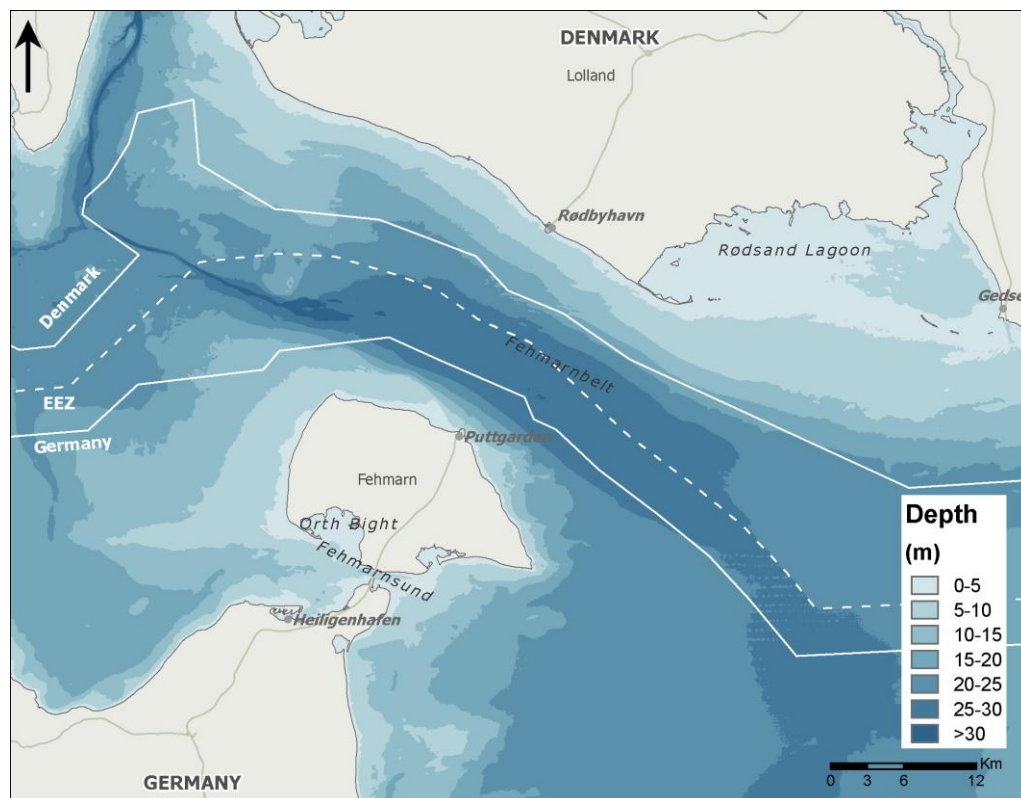 DENMARK
Lolland
Rødbyhavn
Rødsand Lagoon
Gedse
Denmark
Fehmarnbelt
EEZ
Germany
Puttgarden
Fehmarn
Orth Bight
Fehmarnsund
Heiligenhafen
GERMANY
Depth
(m)
0-5
5-10
10-15
15-20
20-25
25-30
>30
Km
0 3 6 12